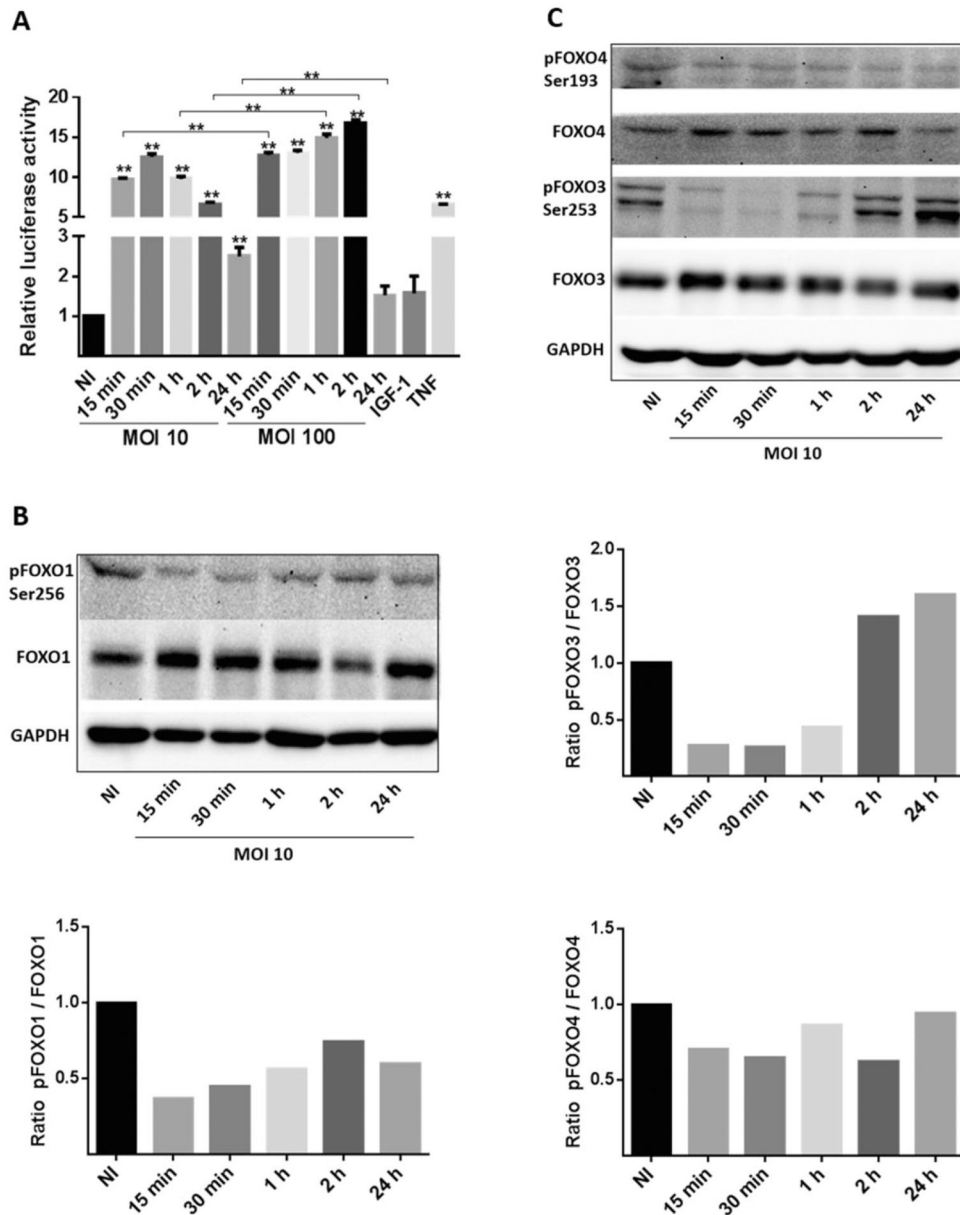 A
Relative luciferase activity
20
15
10
5
3
2
1
** ** ** ** ** ** ** ** ** ** ** ** ** **
NI 15 min 30 min 1 h 2 h 24 h 15 min 30 min 1 h 2 h 24 h IGF-1 TNF
MOI 10 MOI 100
B
pFOXO1
Ser256
FOXO1
GAPDH
NI 15 min 30 min 1 h 2 h 24 h
MOI 10
Ratio pFOXO1 / FOXO1
1.5
1.0
0.5
NI 15 min 30 min 1 h 2 h 24 h
C
pFOXO4
Ser193
FOXO4
pFOXO3
Ser253
FOXO3
GAPDH
NI 15 min 30 min 1 h 2 h 24 h
MOI 10
Ratio pFOXO3 / FOXO3
2.0
1.5
1.0
0.5
NI 15 min 30 min 1 h 2 h 24 h
Ratio pFOXO4 / FOXO4
1.5
1.0
0.5
NI 15 min 30 min 1 h 2 h 24 h